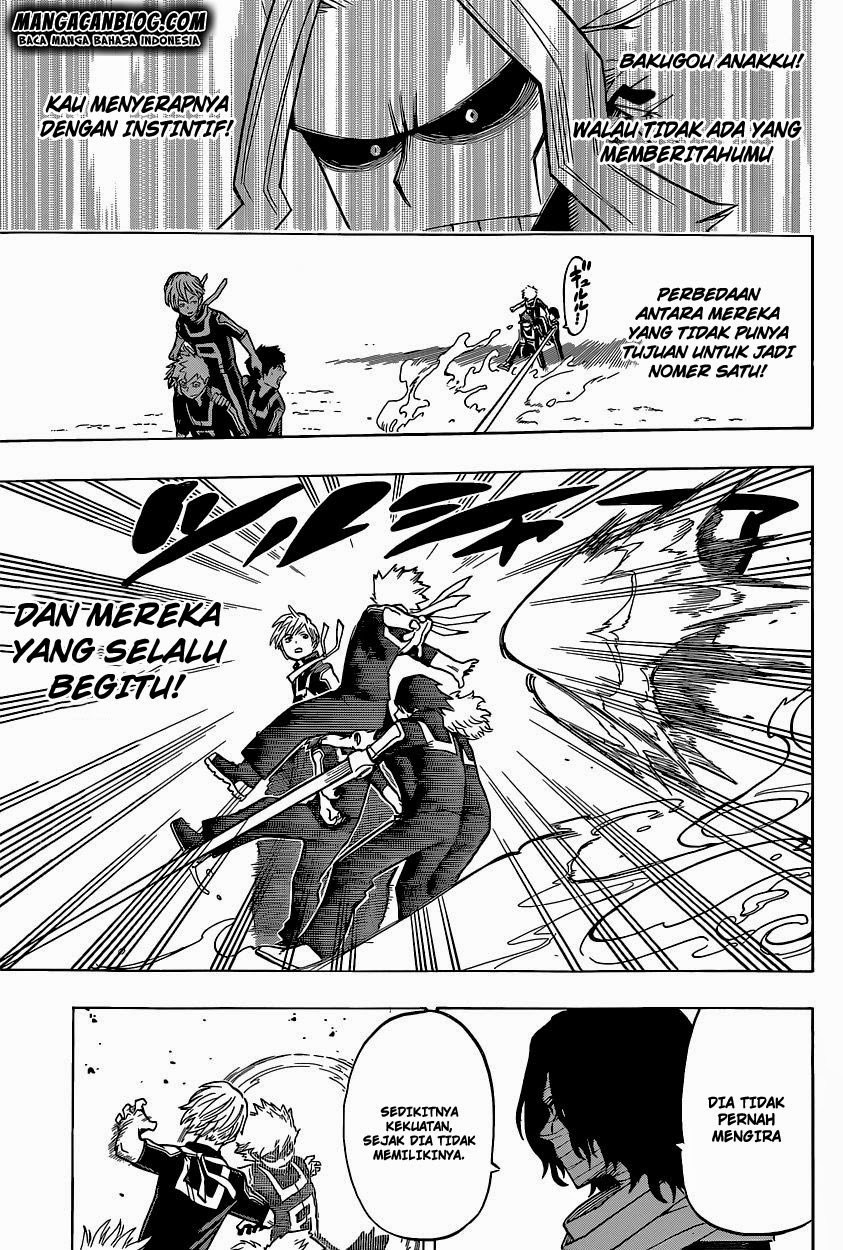 MANGACANBLOG.COM
BACA MANGA BAHASA INDONESIA
BAKUGOU ANAKKU!
WALAU TIDAK ADA YANG
MEMBERITAHUMU
KAU MENYERAPNYA
DENGAN INSTINTIF!
ギュルル!
PERBEDAAN
ANTARA MEREKA
YANG TIDAK PUNYA
TUJUAN UNTUK JADI
NOMER SATU!
DAN MEREKA
YANG SELALU
BEGITU!
DIA TIDAK
PERNAH
MENGIRA
SEDIKITNYA
KEKUATAN,
SEJAK DIA TIDAK
MEMILIKINYA.